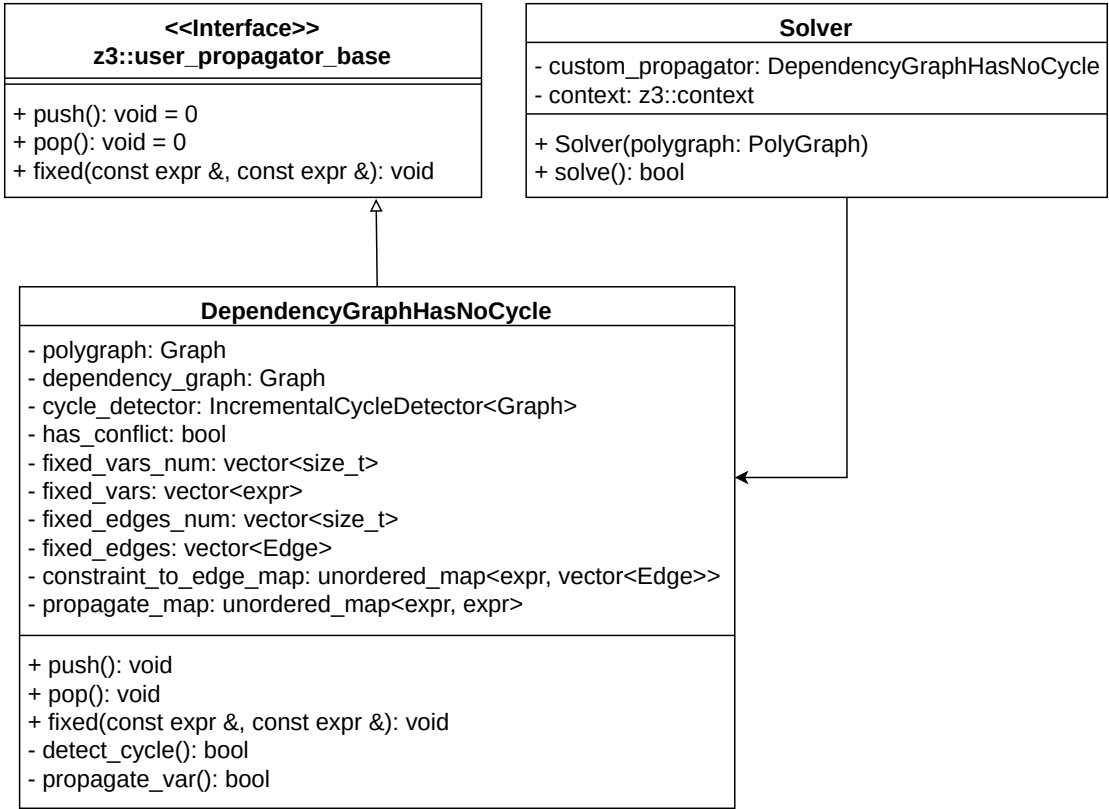 <<Interface>>
z3::user_propagator_base
+ push(): void = 0
+ pop(): void = 0
+ fixed(const expr &, const expr &): void
Solver
- custom_propagator: DependencyGraphHasNoCycle
- context: z3::context
+ Solver(polygraph: PolyGraph)
+ solve(): bool
DependencyGraphHasNoCycle
- polygraph: Graph
- dependency_graph: Graph
- cycle_detector: IncrementalCycleDetector<Graph>
- has_conflict: bool
- fixed_vars_num: vector<size_t>
- fixed_vars: vector<expr>
- fixed_edges_num: vector<size_t>
- fixed_edges: vector<Edge>
- constraint_to_edge_map: unordered_map<expr, vector<Edge>>
- propagate_map: unordered_map<expr, expr>
+ push(): void
+ pop(): void
+ fixed(const expr &, const expr &): void
- detect_cycle(): bool
- propagate_var(): bool